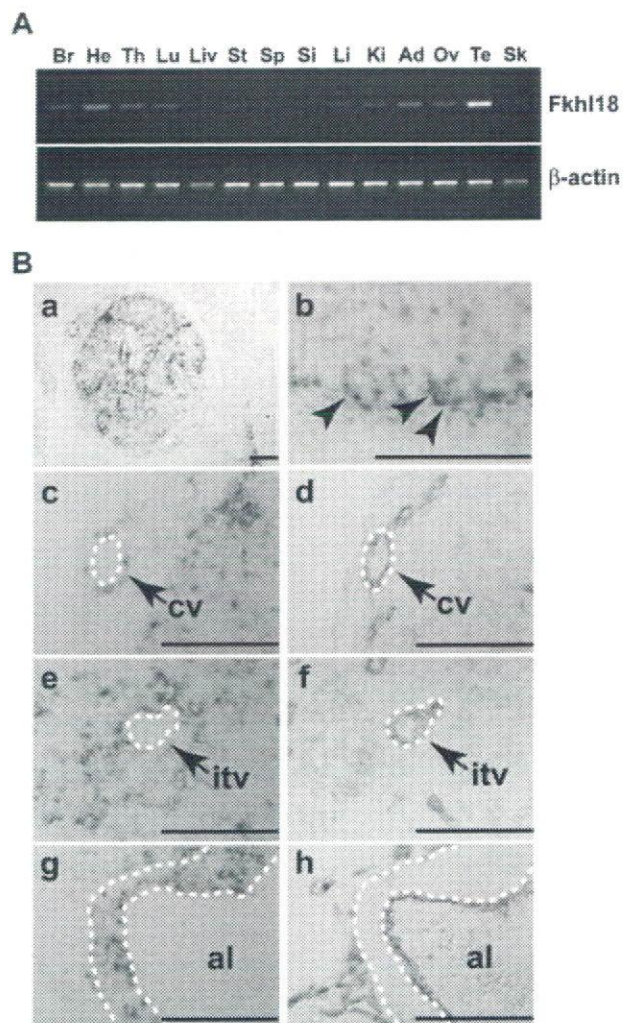 A
Br He Th Lu Liv St Sp Si Li Ki Ad Ov Te Sk
Fkhl18
β-actin
B
a
b
c
cv
d
cv
e
itv
f
itv
g
al
h
al